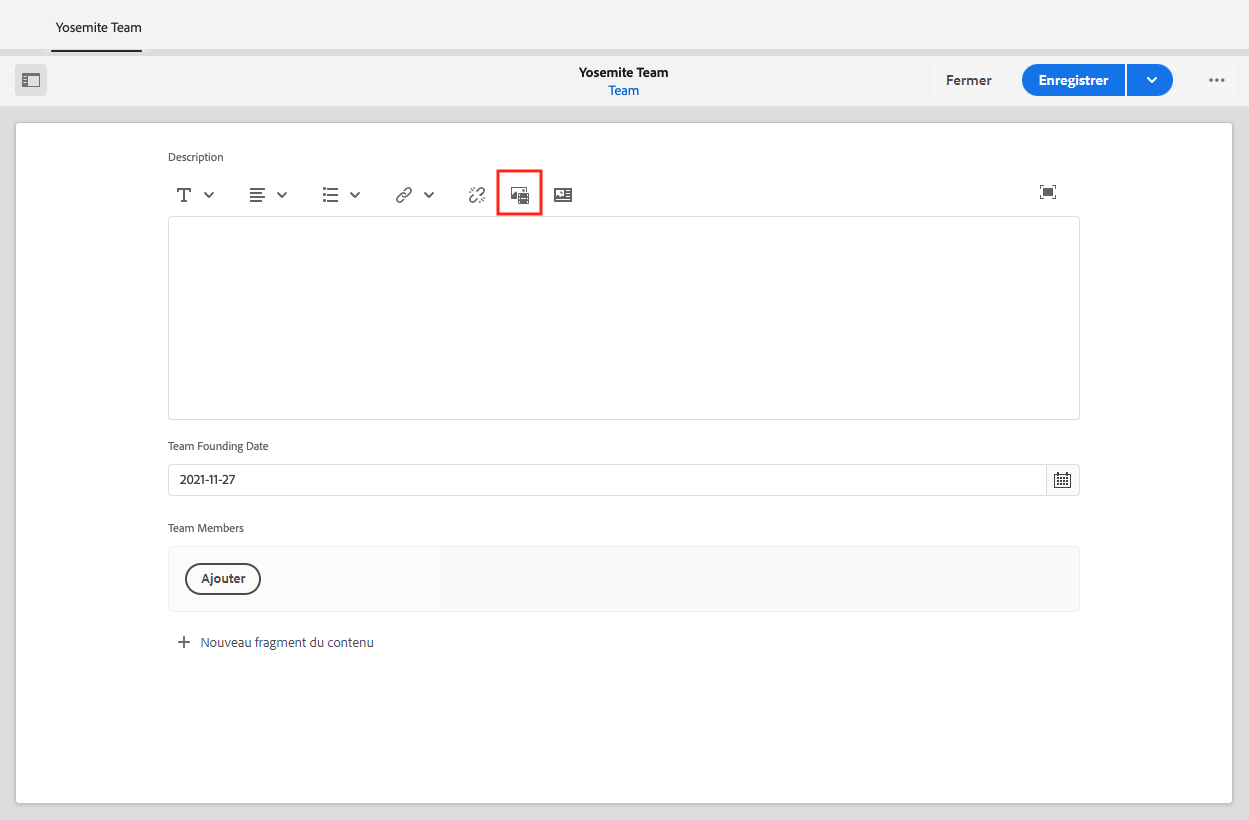 Yosemite Team
Yosemite Team
Team
Fermer
Enregistrer
Description
Team Founding Date
2021-11-27
Team Members
Ajouter
Nouveau fragment du contenu